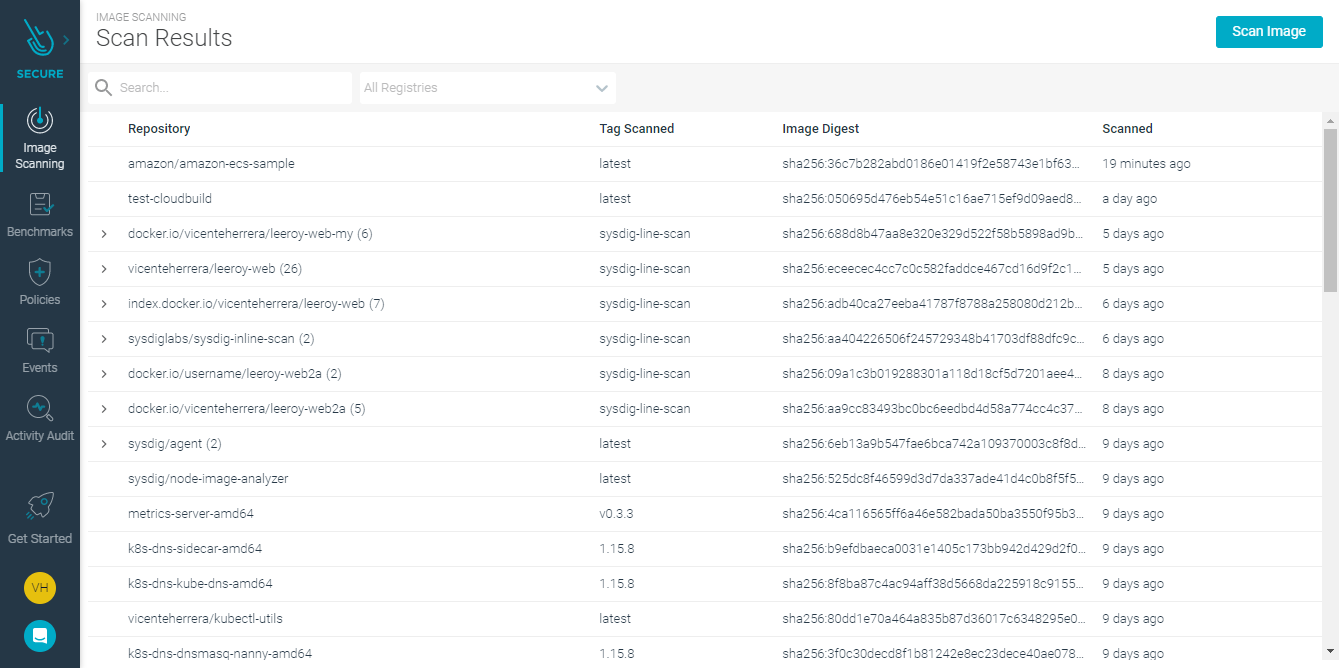 SECURE
Image
Scanning
Benchmarks
Policies
Events
Activity Audit
Get Started
VH
IMAGE SCANNING
Scan Results
Scan Image
Search...
All Registries
Repository Tag Scanned Image Digest Scanned
amazon/amazon-ecs-sample latest sha256:36c7b282abd0186e01419f2e58743e1bf63... 19 minutes ago
test-cloudbuild latest sha256:050695d476eb54e51c16ae715ef9d09aed8... a day ago
docker.io/vicenteherrera/leeroy-web-my (6) sysdig-line-scan sha256:688d8b47aa8e320e329d522f58b5898ad9b... 5 days ago
vicenteherrera/leeroy-web (26) sysdig-line-scan sha256:eceecec4cc7c0c582faddce467cd16d9f2c1... 5 days ago
index.docker.io/vicenteherrera/leeroy-web (7) sysdig-line-scan sha256:adb40ca27eeba41787f8788a258080d212b... 6 days ago
sysdiglabs/sysdig-inline-scan (2) sysdig-line-scan sha256:aa404226506f245729348b41703df88dfc9c... 6 days ago
docker.io/username/leeroy-web2a (2) sysdig-line-scan sha256:09a1c3b019288301a118d18cf5d7201aee4... 8 days ago
docker.io/vicenteherrera/leeroy-web2a (5) sysdig-line-scan sha256:aa9cc83493bc0bc6eedbd4d58a774cc4c37... 8 days ago
sysdig/agent (2) latest sha256:6eb13a9b547fae6bca742a109370003c8f8d... 9 days ago
sysdig/node-image-analyzer latest sha256:525dc8f46599d3d7da337ade41d4c0b8f5f5... 9 days ago
metrics-server-amd64 v0.3.3 sha256:4ca116565ff6a46e582bada50ba3550f95b3... 9 days ago
k8s-dns-sidecar-amd64 1.15.8 sha256:b9efdbaeca0031e1405c173bb942d429d2f0... 9 days ago
k8s-dns-kube-dns-amd64 1.15.8 sha256:8f8ba87c4ac94aff38d5668da225918c9155... 9 days ago
vicenteherrera/kubectl-utils latest sha256:80dd1e70a464a835b87d36017c6348295e0... 9 days ago
k8s-dns-dnsmasq-nanny-amd64 1.15.8 sha256:3f0c30decd8f1b81242e8ec23dece40ae078... 9 days ago